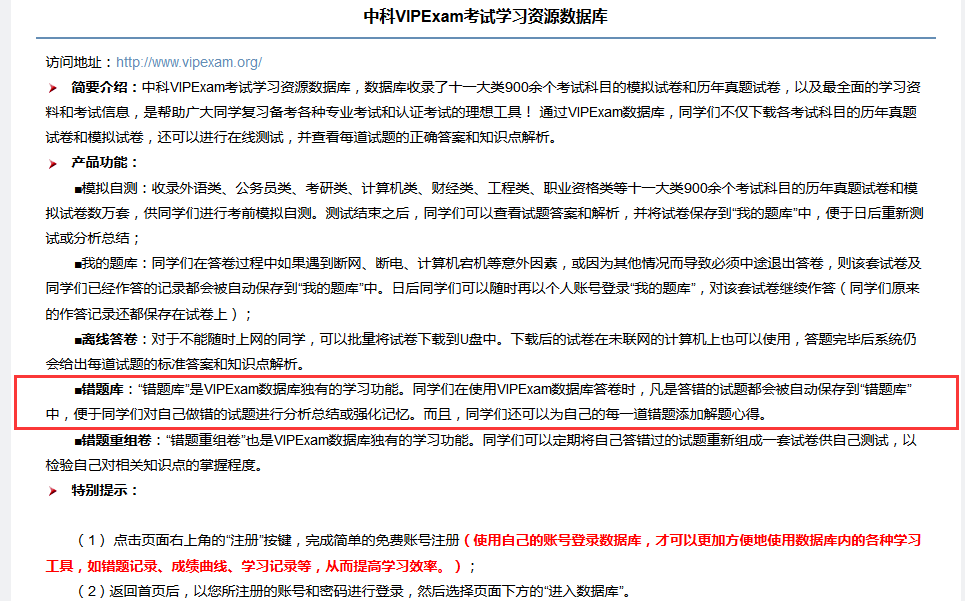 中科VIPExam考试学习资源数据库
访问地址：http://www.vipexam.org/
➤ 简要介绍：中科VIPExam考试学习资源数据库，数据库收录了十一大类900余个考试科目的模拟试卷和历年真题试卷，以及最全面的学习资
料和考试信息，是帮助广大同学复习备考各种专业考试和认证考试的理想工具！ 通过VIPExam数据库，同学们不仅下载各考试科目的历年真题
试卷和模拟试卷，还可以进行在线测试，并查看每道试题的正确答案和知识点解析。
➤ 产品功能：
■模拟自测：收录外语类、公务员类、考研类、计算机类、财经类、工程类、职业资格类等十一大类900余个考试科目的历年真题试卷和模
拟试卷数万套，供同学们进行考前模拟自测。测试结束之后，同学们可以查看试题答案和解析，并将试卷保存到“我的题库”中，便于日后重新测
试或分析总结；
■我的题库：同学们在答卷过程中如果遇到断网、断电、计算机宕机等意外因素，或因为其他情况而导致必须中途退出答卷，则该套试卷及
同学们已经作答的记录都会被自动保存到“我的题库”中。日后同学们可以随时再以个人账号登录“我的题库”，对该套试卷继续作答（同学们原来
的作答记录还都保存在试卷上）；
■离线答卷：对于不能随时上网的同学，可以批量将试卷下载到U盘中。下载后的试卷在未联网的计算机上也可以使用，答题完毕后系统仍
会给出每道试题的标准答案和知识点解析。
■错题库：“错题库”是VIPExam数据库独有的学习功能。同学们在使用VIPExam数据库答卷时，凡是答错的试题都会被自动保存到“错题库”
中，便于同学们对自己做错的试题进行分析总结或强化记忆。而且，同学们还可以为自己的每一道错题添加解题心得。
■错题重组卷：“错题重组卷”也是VIPExam数据库独有的学习功能。同学们可以定期将自己答错过的试题重新组成一套试卷供自己测试，以
检验自己对相关知识点的掌握程度。
➤ 特别提示：
（1） 点击页面右上角的“注册”按键，完成简单的免费账号注册（使用自己的账号登录数据库，才可以更加方便地使用数据库内的各种学习
工具，如错题记录、成绩曲线、学习记录等，从而提高学习效率。）；
（2）返回首页后，以您所注册的账号和密码进行登录，然后选择页面下方的“进入数据库”。